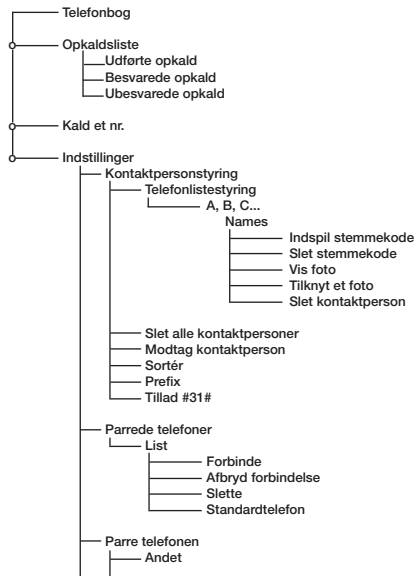 Telefonbog
Opkaldsliste
Udførte opkald
Besvarede opkald
Ubesvarede opkald
Kald et nr.
Indstillinger
Kontaktpersonstyring
Telefonlistestyring
A, B, C...
Names
Indspil stemmekode
Slet stemmekode
Vis foto
Tilknyt et foto
Slet kontaktperson
Slet alle kontaktpersoner
Modtag kontaktperson
Sortér
Prefix
Tillad #31#
Parrede telefoner
List
Forbinde
Afbryd forbindelse
Slette
Standardtelefon
Parre telefonen
Andet